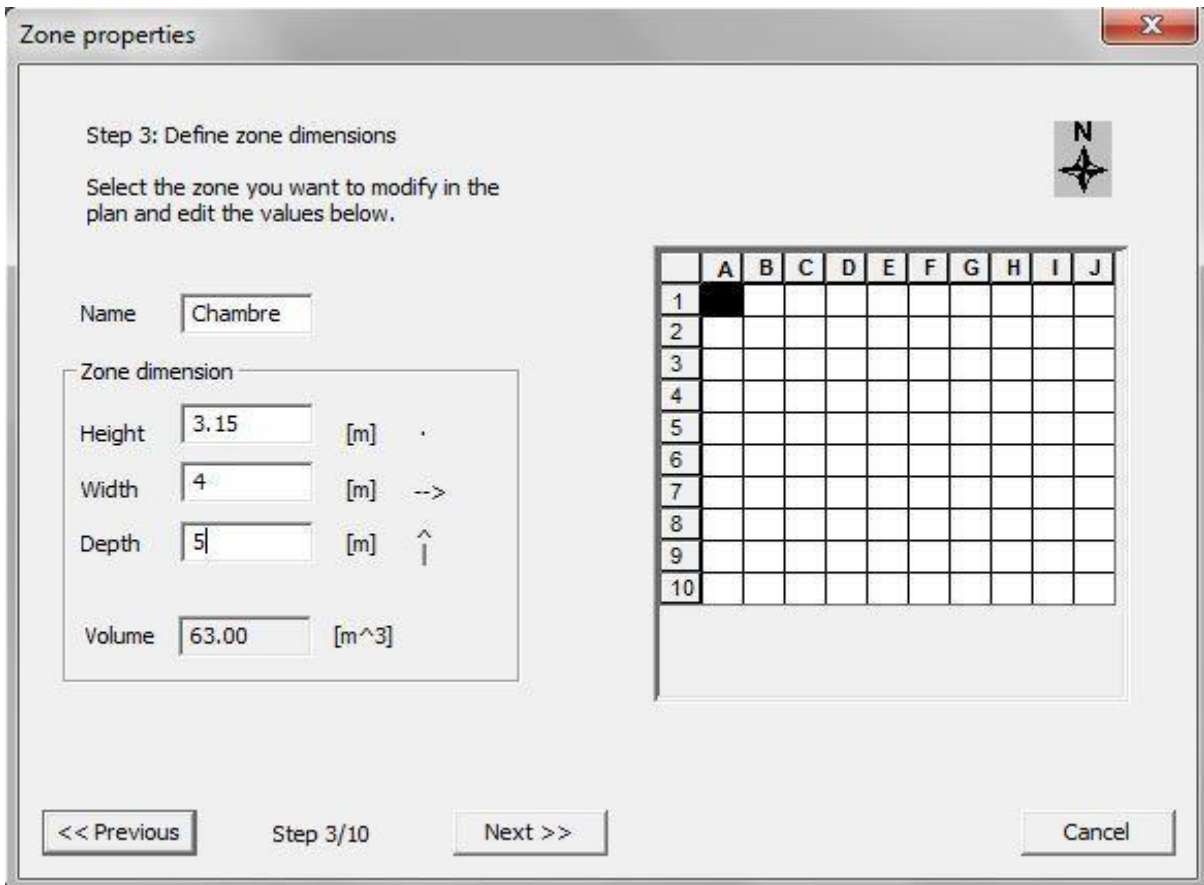 Zone properties
X
N
Step 3: Define zone dimensions
Select the zone you want to modify in the
plan and edit the values below.
Name Chambre
Zone dimension
Height 3.15 [m] .
Width 4 [m] -->
Depth 5 [m] ^
|
Volume 63.00 [m^3]
A B C D E F G H I J
1
2
3
4
5
6
7
8
9
10
<< Previous Step 3/10 Next >> Cancel